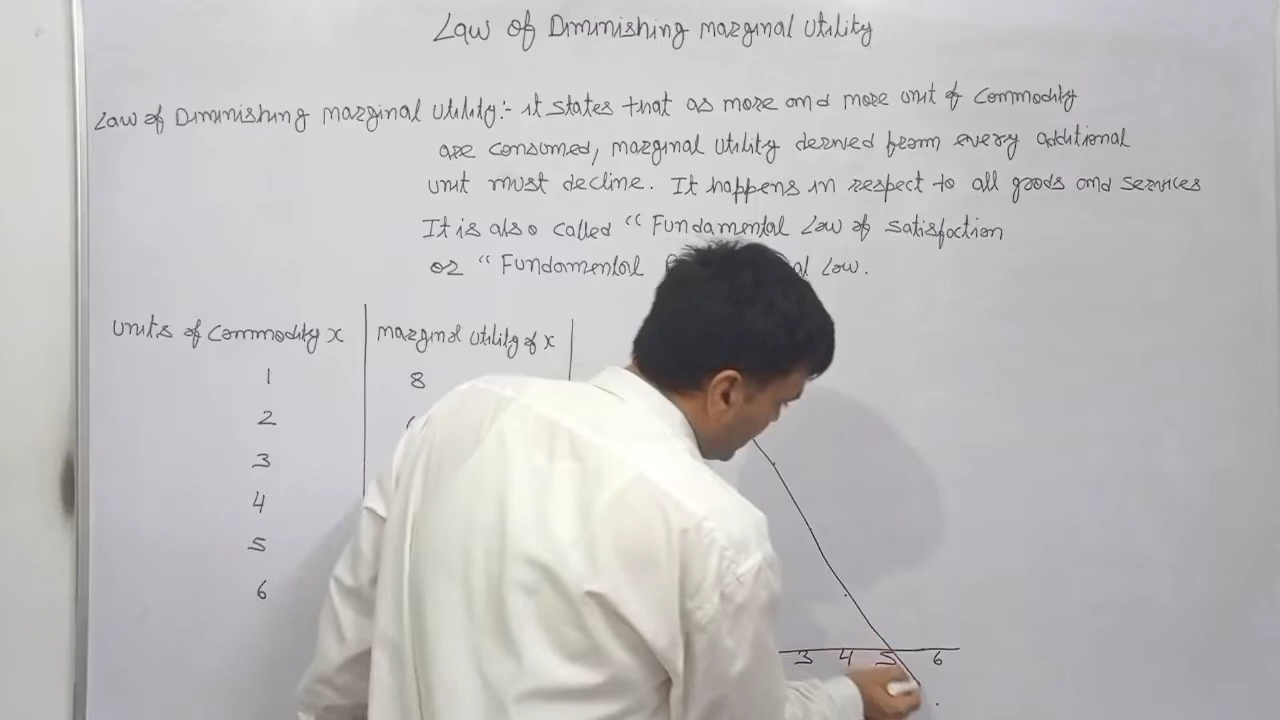 Law of Diminishing marginal utility
Law of Diminishing marginal utility:- it states that as more and more unit of commodity
are consumed, marginal utility derived from every additional
unit must decline. It happens in respect to all goods and services
It is also called “Fundamental Law of satisfaction
or “Fundamental Law.
units of commodity x marginal utility of x
1 8
2
3
4
5
6
3 4 5 6